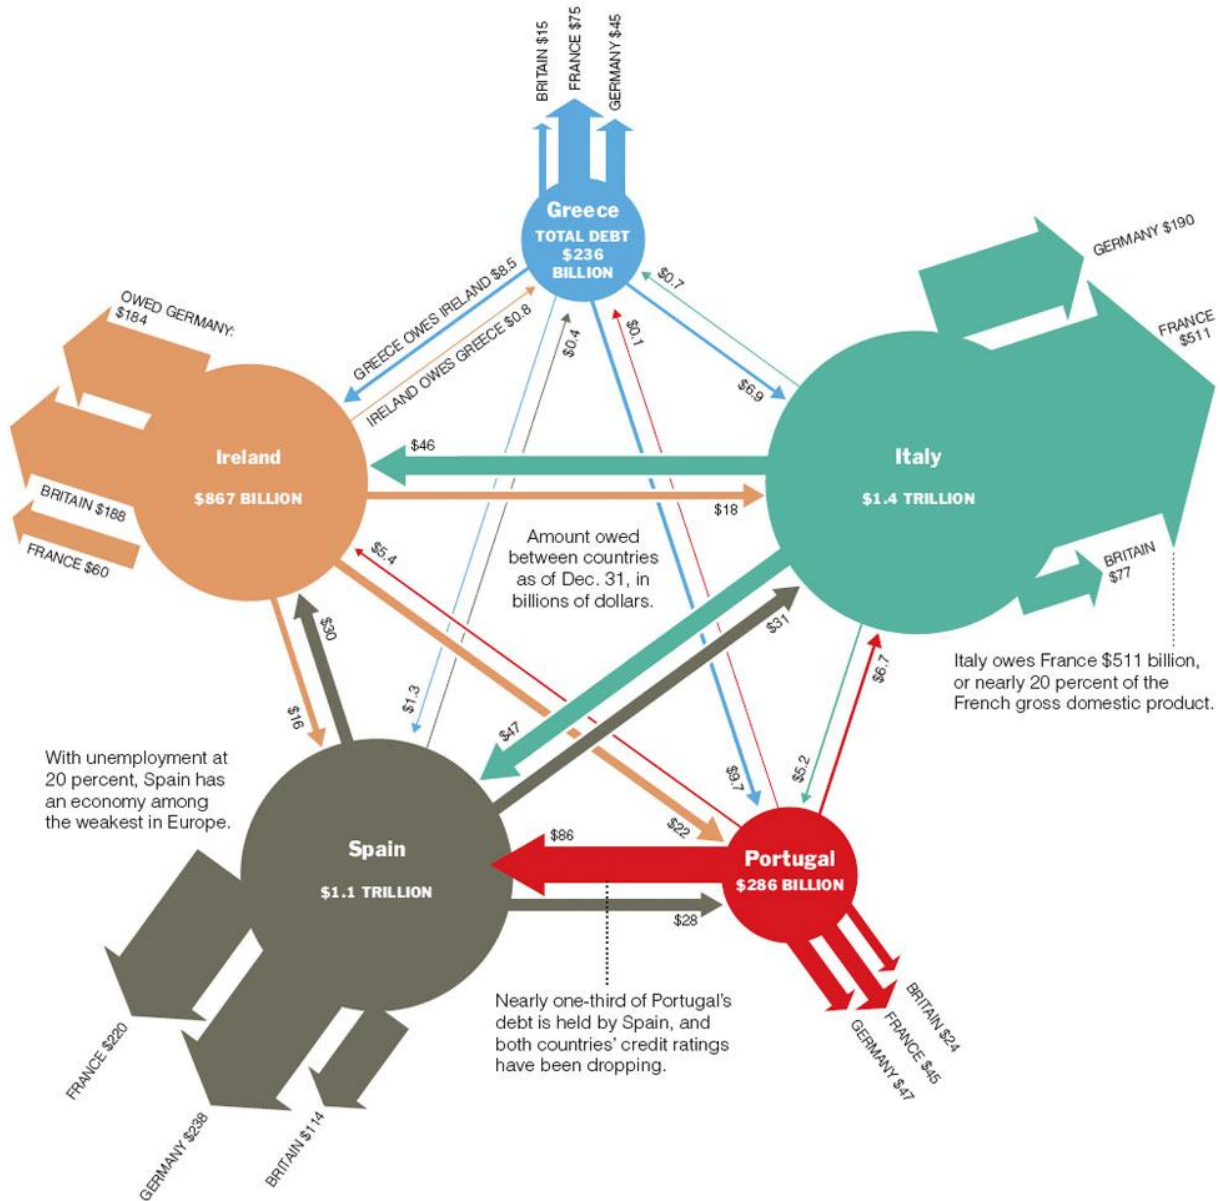 BRITAIN $15
FRANCE $75
GERMANY $45
Greece
TOTAL DEBT
$236
BILLION
GREECE OWES IRELAND $8.5
IRELAND OWES GREECE $0.8
$0.4
$0.1
$0.7
$6.9
GERMANY $190
FRANCE
$511
OWED GERMANY:
$184
Ireland
$867 BILLION
BRITAIN $188
FRANCE $60
$46
$18
Italy
$1.4 TRILLION
BRITAIN
$77
Amount owed
between countries
as of Dec. 31, in
billions of dollars.
$5.4
$30
$16
$1.3
$31
$47
$6.7
$5.2
$9.7
$22
Italy owes France $511 billion,
or nearly 20 percent of the
French gross domestic product.
With unemployment at
20 percent, Spain has
an economy among
the weakest in Europe.
Spain
$1.1 TRILLION
$86
$28
Portugal
$286 BILLION
Nearly one-third of Portugal's
debt is held by Spain, and
both countries' credit ratings
have been dropping.
BRITAIN $24
FRANCE $45
GERMANY $47
FRANCE $220
GERMANY $238
BRITAIN $114